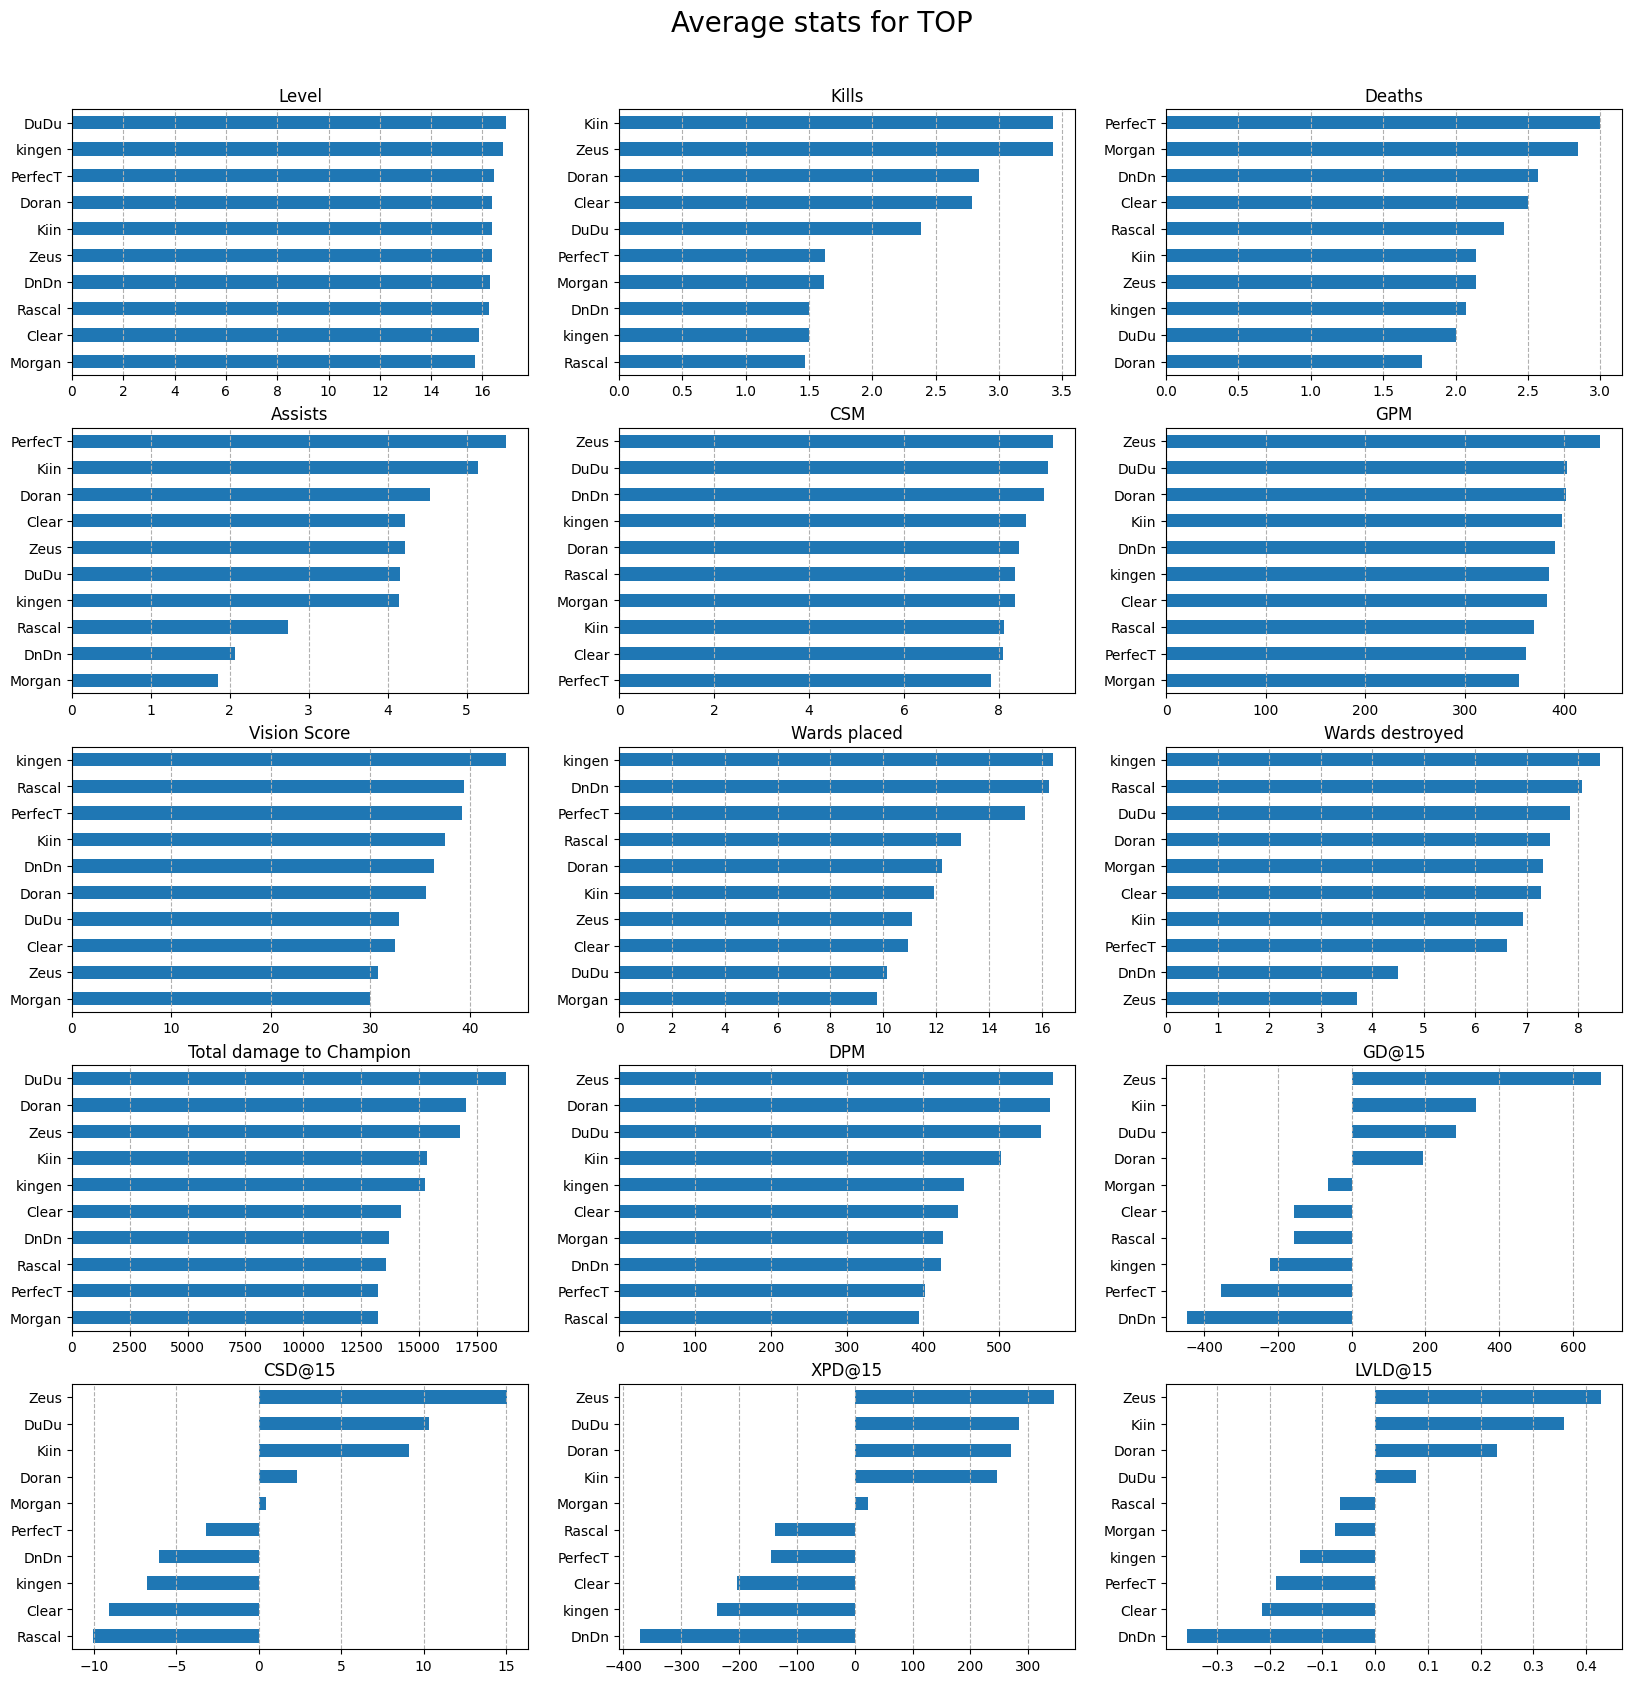 Average stats for TOP
Level
DuDu
kingen
PerfecT
Doran
Kiin
Zeus
DnDn
Rascal
Clear
Morgan
0 2 4 6 8 10 12 14 16
Kills
Kiin
Zeus
Doran
Clear
DuDu
PerfecT
Morgan
DnDn
kingen
Rascal
0.0 0.5 1.0 1.5 2.0 2.5 3.0 3.5
Deaths
PerfecT
Morgan
DnDn
Clear
Rascal
Kiin
Zeus
kingen
DuDu
Doran
0.0 0.5 1.0 1.5 2.0 2.5 3.0
Assists
PerfecT
Kiin
Doran
Clear
Zeus
DuDu
kingen
Rascal
DnDn
Morgan
0 1 2 3 4 5
CSM
Zeus
DuDu
DnDn
kingen
Doran
Rascal
Morgan
Kiin
Clear
PerfecT
0 2 4 6 8
GPM
Zeus
DuDu
Doran
Kiin
DnDn
kingen
Clear
Rascal
PerfecT
Morgan
0 100 200 300 400
Vision Score
kingen
Rascal
PerfecT
Kiin
DnDn
Doran
DuDu
Clear
Zeus
Morgan
0 10 20 30 40
Wards placed
kingen
DnDn
PerfecT
Rascal
Doran
Kiin
Zeus
Clear
DuDu
Morgan
0 2 4 6 8 10 12 14 16
Wards destroyed
kingen
Rascal
DuDu
Doran
Morgan
Clear
Kiin
PerfecT
DnDn
Zeus
0 1 2 3 4 5 6 7 8
Total damage to Champion
DuDu
Doran
Zeus
Kiin
kingen
Clear
DnDn
Rascal
PerfecT
Morgan
0 2500 5000 7500 10000 12500 15000 17500
DPM
Zeus
Doran
DuDu
Kiin
kingen
Clear
Morgan
DnDn
PerfecT
Rascal
0 100 200 300 400 500
GD@15
Zeus
Kiin
DuDu
Doran
Morgan
Clear
Rascal
kingen
PerfecT
DnDn
−400 −200 0 200 400 600
CSD@15
Zeus
DuDu
Kiin
Doran
Morgan
PerfecT
DnDn
kingen
Clear
Rascal
−10 −5 0 5 10 15
XPD@15
Zeus
DuDu
Doran
Kiin
Morgan
Rascal
PerfecT
Clear
kingen
DnDn
−400 −300 −200 −100 0 100 200 300
LVLD@15
Zeus
Kiin
Doran
DuDu
Rascal
Morgan
kingen
PerfecT
Clear
DnDn
−0.3 −0.2 −0.1 0.0 0.1 0.2 0.3 0.4